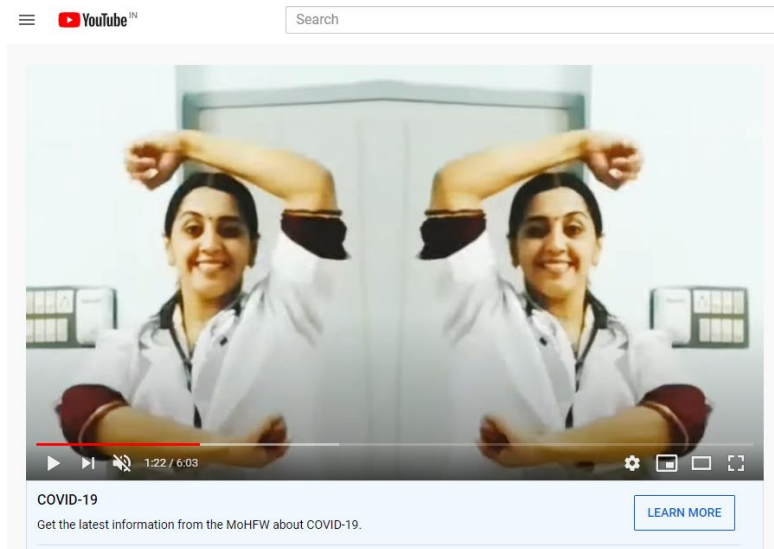 YouTube IN
Search
1:22 / 6:03
COVID-19
Get the latest information from the MoHFW about COVID-19.
LEARN MORE